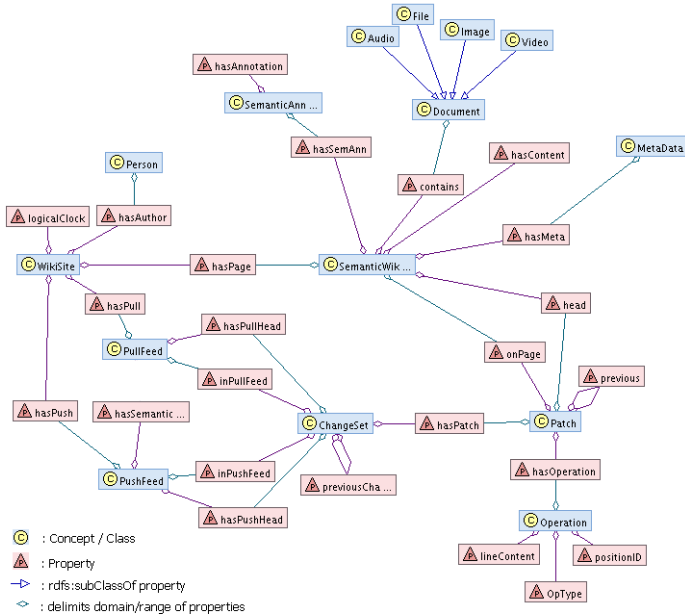 C File
C Audio
C Image
C Video
P hasAnnotation
C SemanticAnn ...
C Document
P hasSemAnn
P hasContent
C MetaData
C Person
P contains
P logicalClock
P hasAuthor
P hasMeta
C WikiSite
P hasPage
C SemanticWik ...
P hasPull
P head
P hasPullHead
C PullFeed
P onPage
P inPullFeed
P previous
P hasPush
P hasSemantic ...
C ChangeSet
P hasPatch
C Patch
P inPushFeed
P hasOperation
C PushFeed
P previousCha ...
P hasPushHead
C Operation
C : Concept / Class
P lineContent
P positionID
P : Property
: rdfs:subClassOf property
P OpType
: delimits domain/range of properties